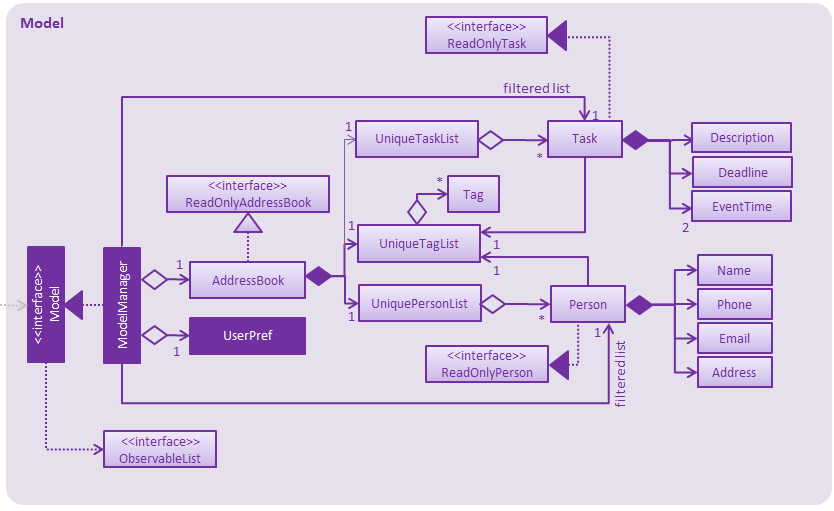 Model
<<interface>>
ReadOnlyTask
filtered list
1
1
UniqueTaskList
Task
*
Description
Deadline
EventTime
2
<<interface>>
ReadOnlyAddressBook
*
Tag
1
UniqueTagList
1
1
<<interface>>
Model
ModelManager
1
AddressBook
UniquePersonList
1
*
Person
1
Name
Phone
Email
Address
UserPref
1
<<interface>>
ReadOnlyPerson
filtered list
<<interface>>
ObservableList